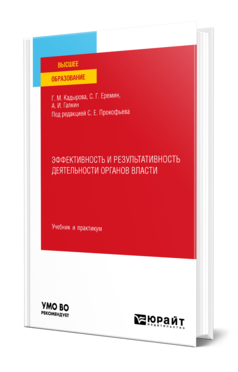 ВЫСШЕЕ
ОБРАЗОВАНИЕ
Г. М. Кадырова, С. Г. Еремин,
А. И. Галкин
Под редакцией С. Е. Прокофьева
ЭФФЕКТИВНОСТЬ И РЕЗУЛЬТАТИВНОСТЬ
ДЕЯТЕЛЬНОСТИ ОРГАНОВ ВЛАСТИ
Учебник и практикум
УМО ВО
РЕКОМЕНДУЕТ
юрайт
издательство